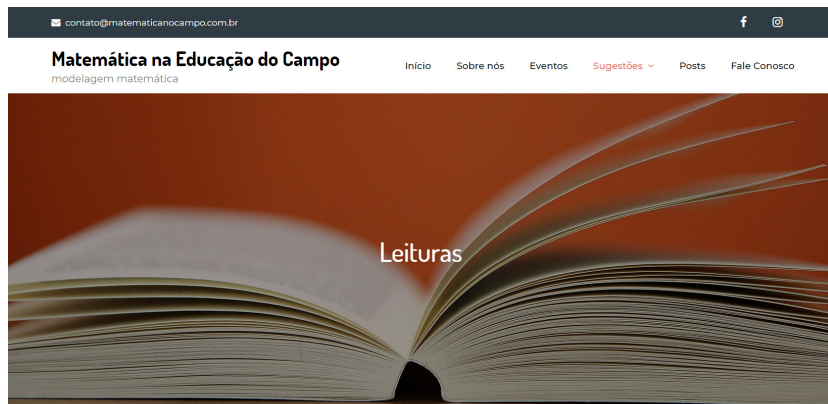 contato@matematicanocampo.com.br
Matemática na Educação do Campo
modelagem matemática
Início Sobre nós Eventos Sugestões Posts Fale Conosco
Leituras